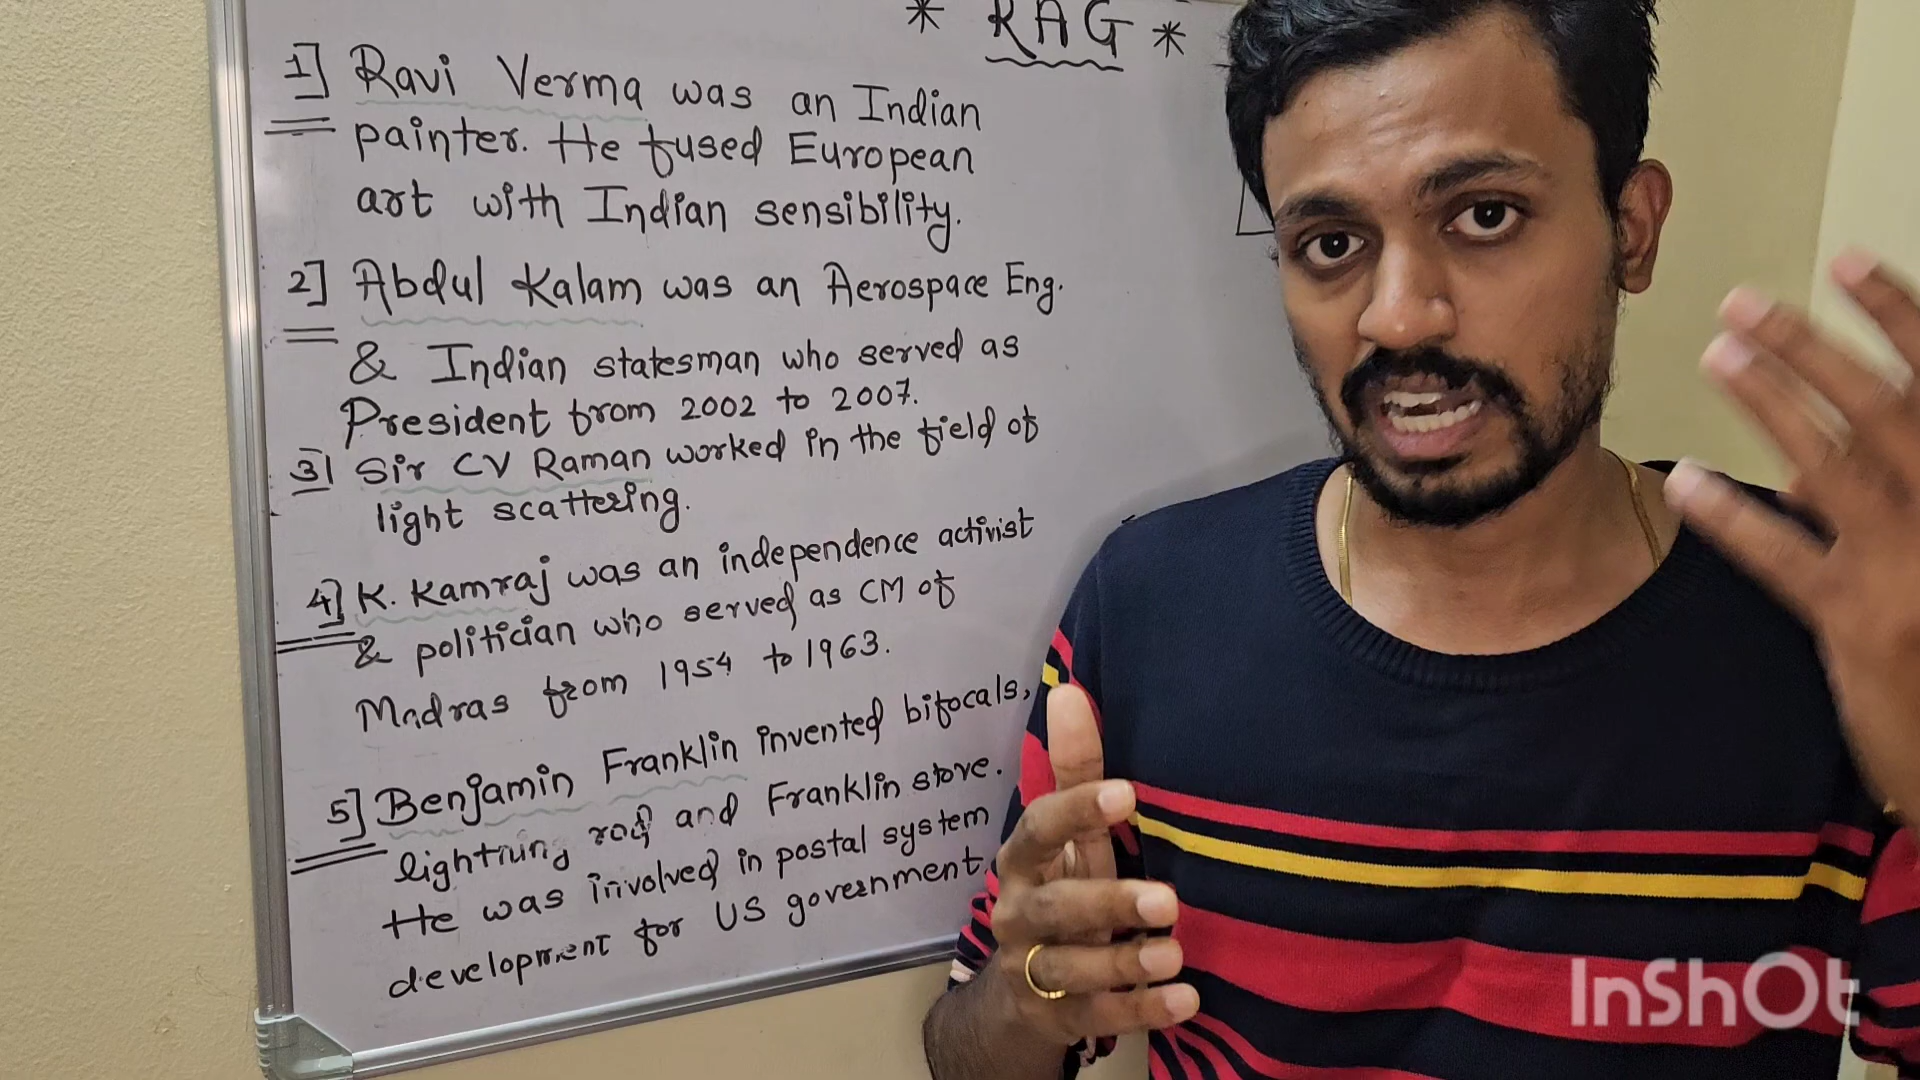 * RAG *
1] Ravi Verma was an Indian
painter. He fused European
art with Indian sensibility.
2] Abdul Kalam was an Aerospace Eng.
& Indian statesman who served as
President from 2002 to 2007.
3] Sir CV Raman worked in the field of
light scattering.
4] K. Kamraj was an independence activist
& politician who served as CM of
Madras from 1954 to 1963.
5] Benjamin Franklin invented bifocals,
lightning rod and Franklin stove.
He was involved in postal system
development for US government.
InShOt